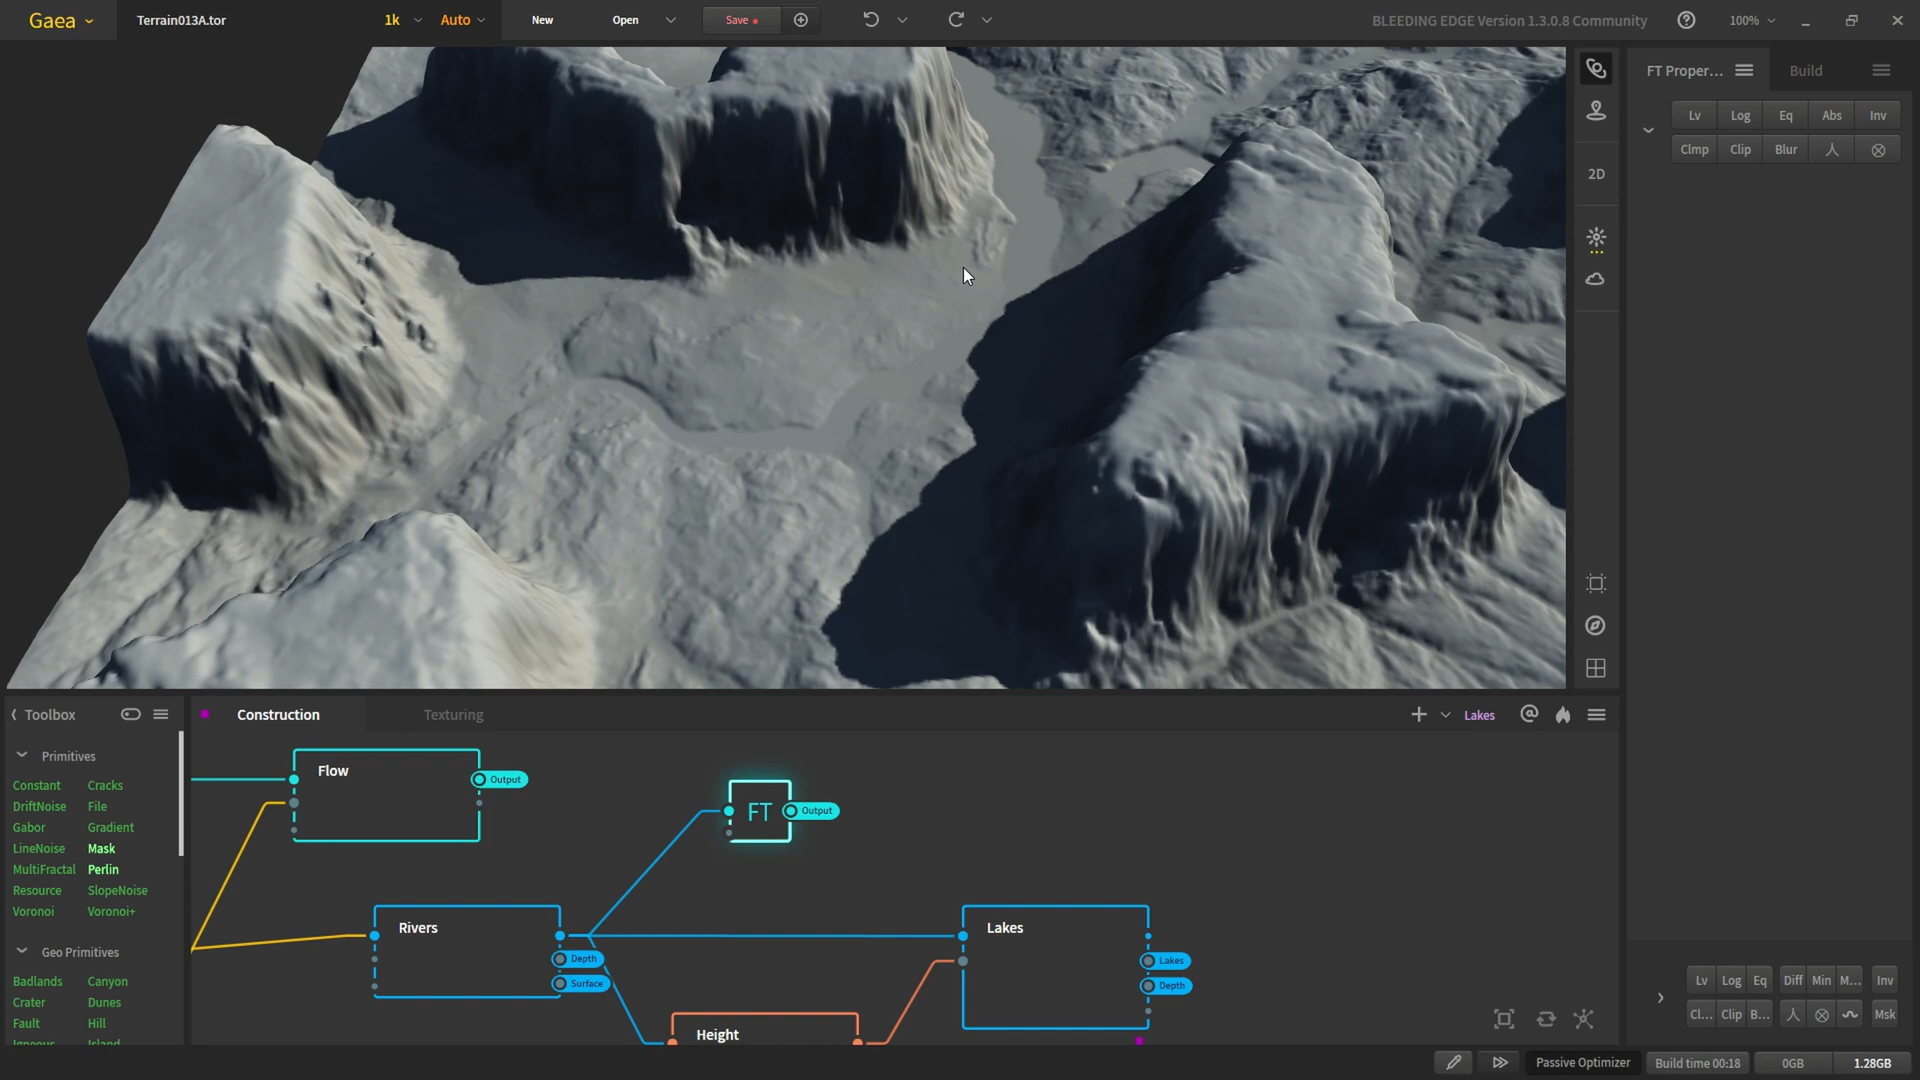 Gaea
Terrain013A.tor
1k
Auto
New
Open
Save
BLEEDING EDGE Version 1.3.0.8 Community
100%
FT Proper...
Build
Lv Log Eq Abs Inv
Clmp Clip Blur
2D
Toolbox
Construction
Texturing
Lakes
Primitives
Constant Cracks
DriftNoise File
Gabor Gradient
LineNoise Mask
MultiFractal Perlin
Resource SlopeNoise
Voronoi Voronoi+
Geo Primitives
Badlands Canyon
Crater Dunes
Fault Hill
Igneous Island
Flow
Output
FT
Output
Rivers
Depth
Surface
Height
Lakes
Lakes
Depth
Lv Log Eq Diff Min M... Inv
Cl... Clip B... Msk
Passive Optimizer
Build time 00:18
0GB
1.28GB